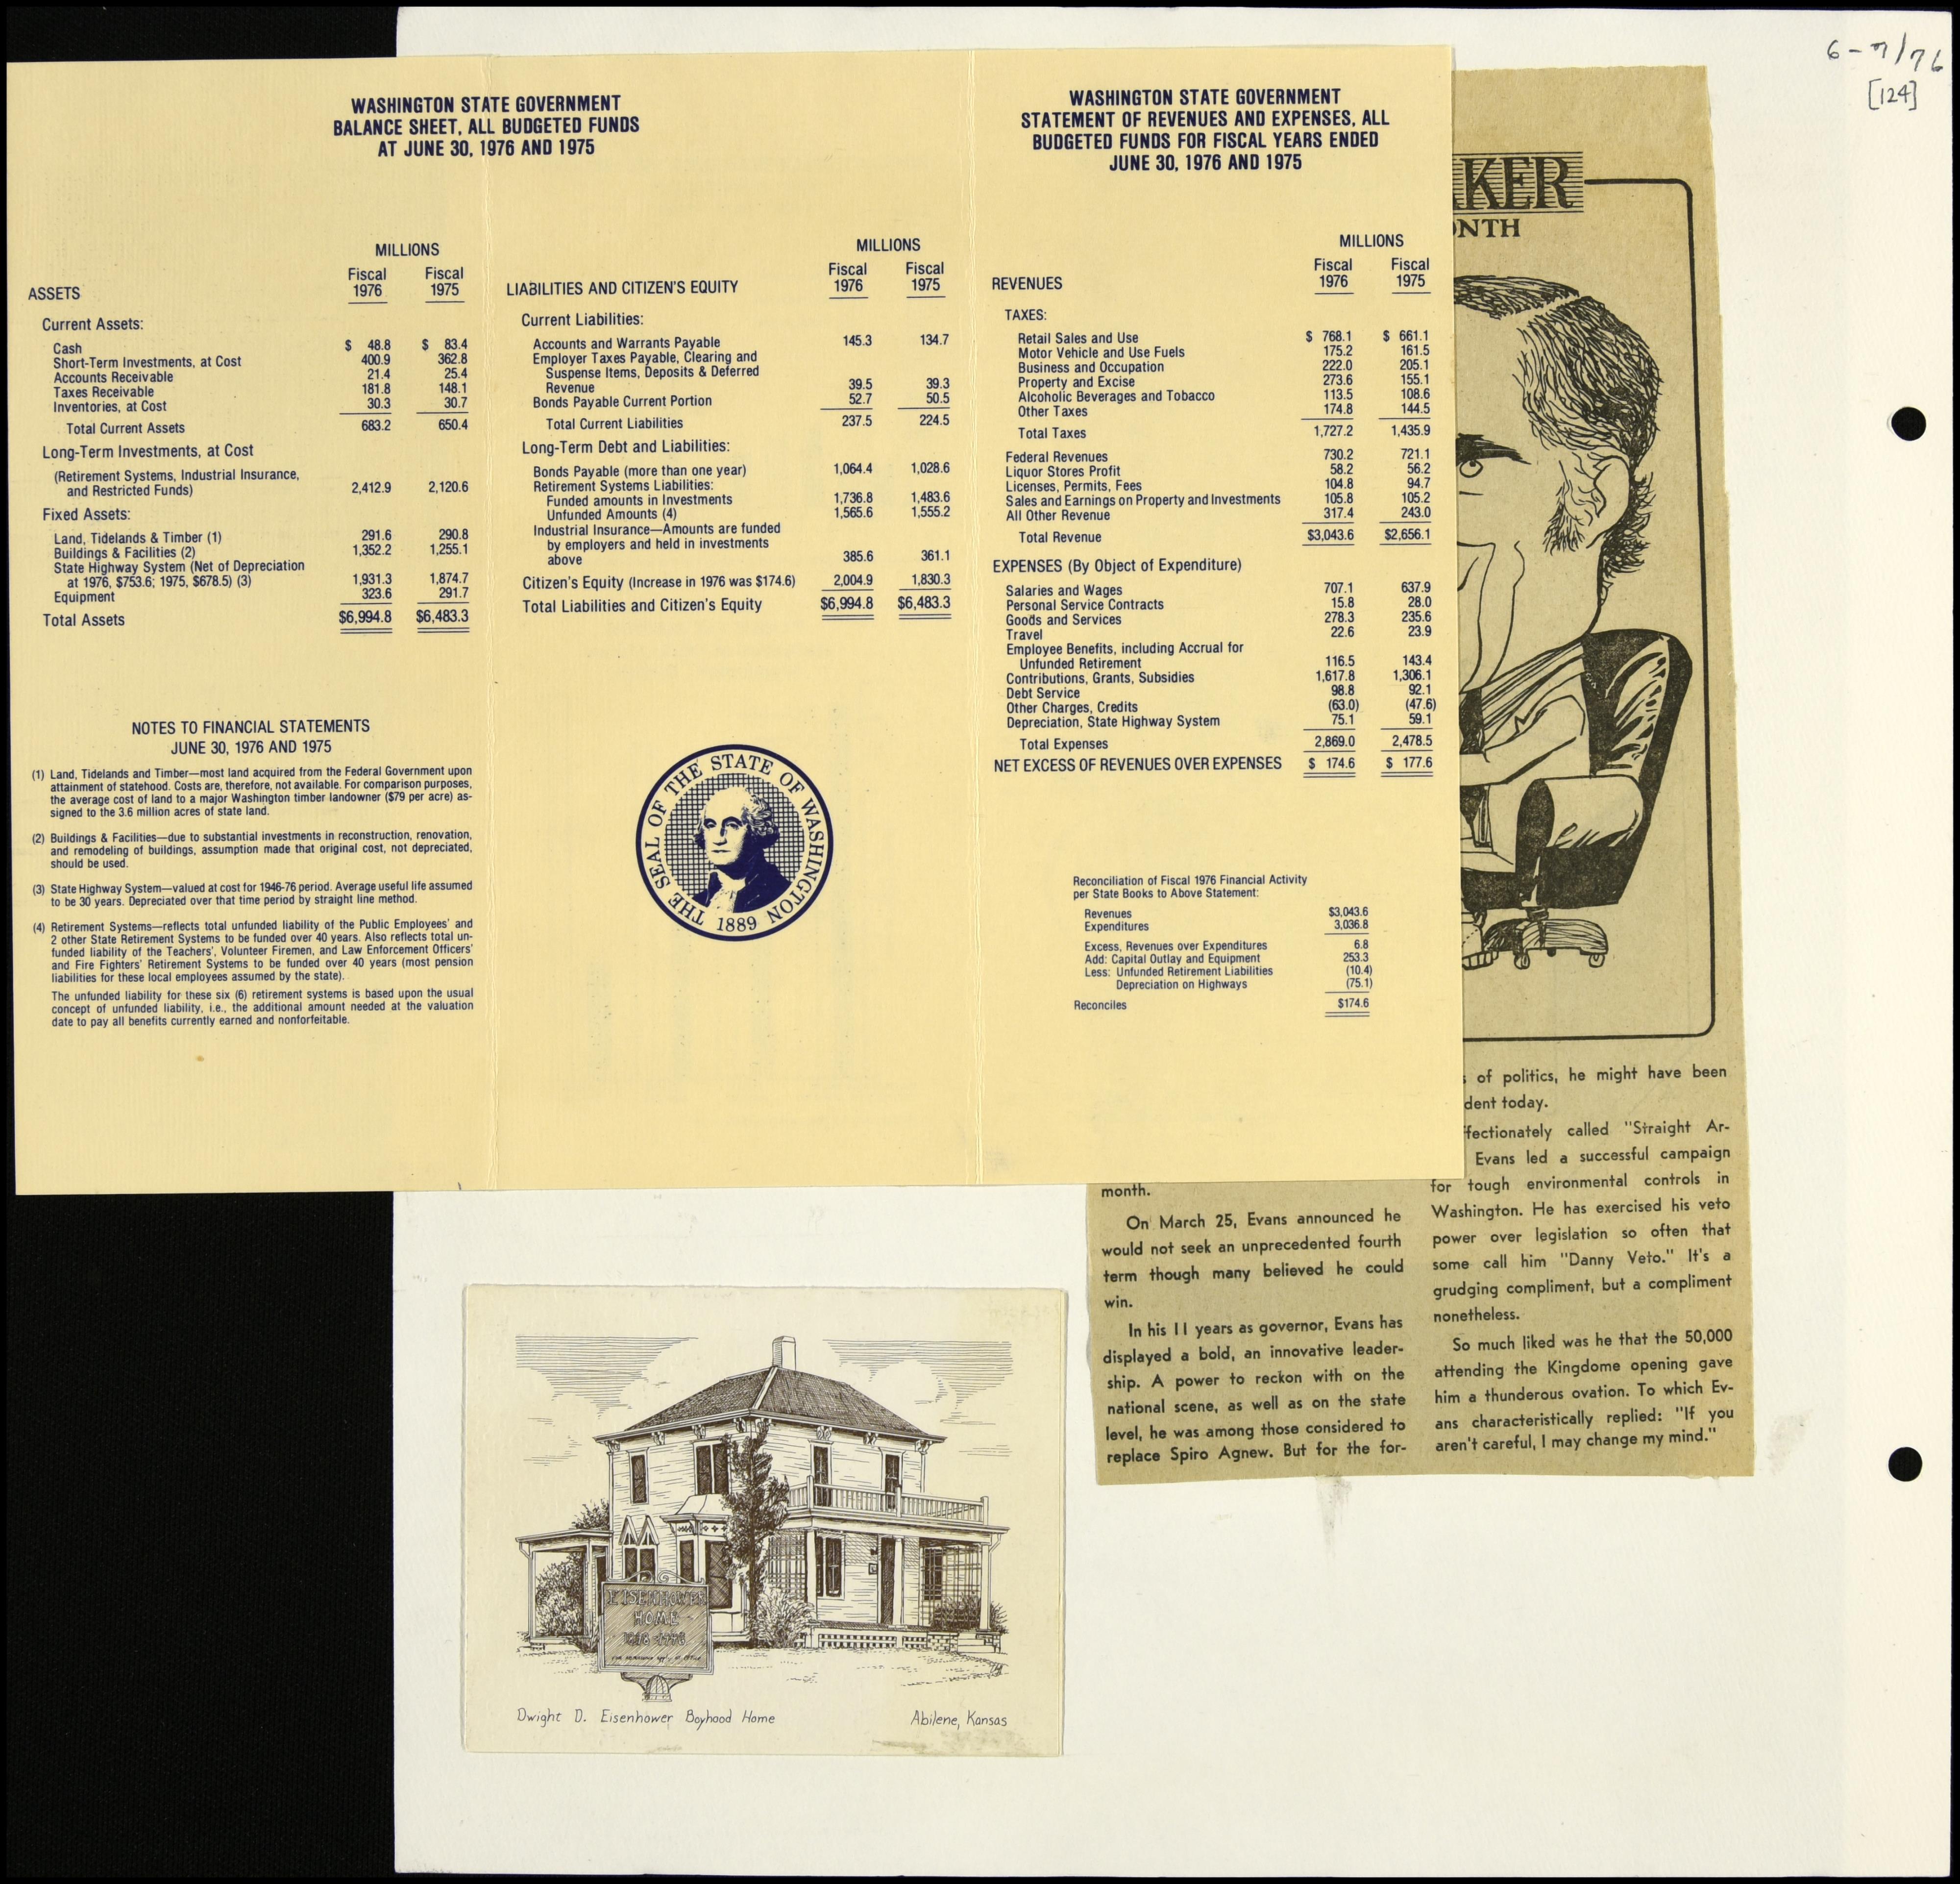 6-7/76
[124]
WASHINGTON STATE GOVERNMENT
BALANCE SHEET, ALL BUDGETED FUNDS
AT JUNE 30, 1976 AND 1975
MILLIONS
Fiscal Fiscal
ASSETS 1976 1975
Current Assets:
Cash $ 48.8 $ 83.4
Short-Term Investments, at Cost 400.9 362.8
Accounts Receivable 21.4 25.4
Taxes Receivable 181.8 148.1
Inventories, at Cost 30.3 30.7
Total Current Assets 683.2 650.4
Long-Term Investments, at Cost
(Retirement Systems, Industrial Insurance,
and Restricted Funds) 2,412.9 2,120.6
Fixed Assets:
Land, Tidelands & Timber (1) 291.6 290.8
Buildings & Facilities (2) 1,352.2 1,255.1
State Highway System (Net of Depreciation
at 1976, $753.6; 1975, $678.5) (3) 1,931.3 1,874.7
Equipment 323.6 291.7
Total Assets $6,994.8 $6,483.3
NOTES TO FINANCIAL STATEMENTS
JUNE 30, 1976 AND 1975
(1) Land, Tidelands and Timber—most land acquired from the Federal Government upon
attainment of statehood. Costs are, therefore, not available. For comparison purposes,
the average cost of land to a major Washington timber landowner ($79 per acre) as-
signed to the 3.6 million acres of state land.
(2) Buildings & Facilities—due to substantial investments in reconstruction, renovation,
and remodeling of buildings, assumption made that original cost, not depreciated,
should be used.
(3) State Highway System—valued at cost for 1946-76 period. Average useful life assumed
to be 30 years. Depreciated over that time period by straight line method.
(4) Retirement Systems—reflects total unfunded liability of the Public Employees' and
2 other State Retirement Systems to be funded over 40 years. Also reflects total un-
funded liability of the Teachers', Volunteer Firemen, and Law Enforcement Officers'
and Fire Fighters' Retirement Systems to be funded over 40 years (most pension
liabilities for these local employees assumed by the state).
The unfunded liability for these six (6) retirement systems is based upon the usual
concept of unfunded liability, i.e., the additional amount needed at the valuation
date to pay all benefits currently earned and nonforfeitable.
MILLIONS
Fiscal Fiscal
LIABILITIES AND CITIZEN'S EQUITY 1976 1975
Current Liabilities:
Accounts and Warrants Payable 145.3 134.7
Employer Taxes Payable, Clearing and
Suspense Items, Deposits & Deferred
Revenue 39.5 39.3
Bonds Payable Current Portion 52.7 50.5
Total Current Liabilities 237.5 224.5
Long-Term Debt and Liabilities:
Bonds Payable (more than one year) 1,064.4 1,028.6
Retirement Systems Liabilities:
Funded amounts in Investments 1,736.8 1,483.6
Unfunded Amounts (4) 1,565.6 1,555.2
Industrial Insurance—Amounts are funded
by employers and held in investments
above 385.6 361.1
Citizen's Equity (Increase in 1976 was $174.6) 2,004.9 1,830.3
Total Liabilities and Citizen's Equity $6,994.8 $6,483.3
THE SEAL OF THE STATE OF WASHINGTON
1889
WASHINGTON STATE GOVERNMENT
STATEMENT OF REVENUES AND EXPENSES, ALL
BUDGETED FUNDS FOR FISCAL YEARS ENDED
JUNE 30, 1976 AND 1975
MILLIONS
Fiscal Fiscal
REVENUES 1976 1975
TAXES:
Retail Sales and Use $ 768.1 $ 661.1
Motor Vehicle and Use Fuels 175.2 161.5
Business and Occupation 222.0 205.1
Property and Excise 273.6 155.1
Alcoholic Beverages and Tobacco 113.5 108.6
Other Taxes 174.8 144.5
Total Taxes 1,727.2 1,435.9
Federal Revenues 730.2 721.1
Liquor Stores Profit 58.2 56.2
Licenses, Permits, Fees 104.8 94.7
Sales and Earnings on Property and Investments 105.8 105.2
All Other Revenue 317.4 243.0
Total Revenue $3,043.6 $2,656.1
EXPENSES (By Object of Expenditure)
Salaries and Wages 707.1 637.9
Personal Service Contracts 15.8 28.0
Goods and Services 278.3 235.6
Travel 22.6 23.9
Employee Benefits, including Accrual for
Unfunded Retirement 116.5 143.4
Contributions, Grants, Subsidies 1,617.8 1,306.1
Debt Service 98.8 92.1
Other Charges, Credits (63.0) (47.6)
Depreciation, State Highway System 75.1 59.1
Total Expenses 2,869.0 2,478.5
NET EXCESS OF REVENUES OVER EXPENSES $ 174.6 $ 177.6
Reconciliation of Fiscal 1976 Financial Activity
per State Books to Above Statement:
Revenues $3,043.6
Expenditures 3,036.8
Excess, Revenues over Expenditures 6.8
Add: Capital Outlay and Equipment 253.3
Less: Unfunded Retirement Liabilities (10.4)
Depreciation on Highways (75.1)
Reconciles $174.6
KER
ONTH
month.
On March 25, Evans announced he
would not seek an unprecedented fourth
term though many believed he could
win.
In his 11 years as governor, Evans has
displayed a bold, an innovative leader-
ship. A power to reckon with on the
national scene, as well as on the state
level, he was among those considered to
replace Spiro Agnew. But for the for-
s of politics, he might have been
dent today.
ffectionately called "Straight Ar-
Evans led a successful campaign
for tough environmental controls in
Washington. He has exercised his veto
power over legislation so often that
some call him "Danny Veto." It's a
grudging compliment, but a compliment
nonetheless.
So much liked was he that the 50,000
attending the Kingdome opening gave
him a thunderous ovation. To which Ev-
ans characteristically replied: "If you
aren't careful, I may change my mind."
EISENHOWER
HOME
Dwight D. Eisenhower Boyhood Home
Abilene, Kansas